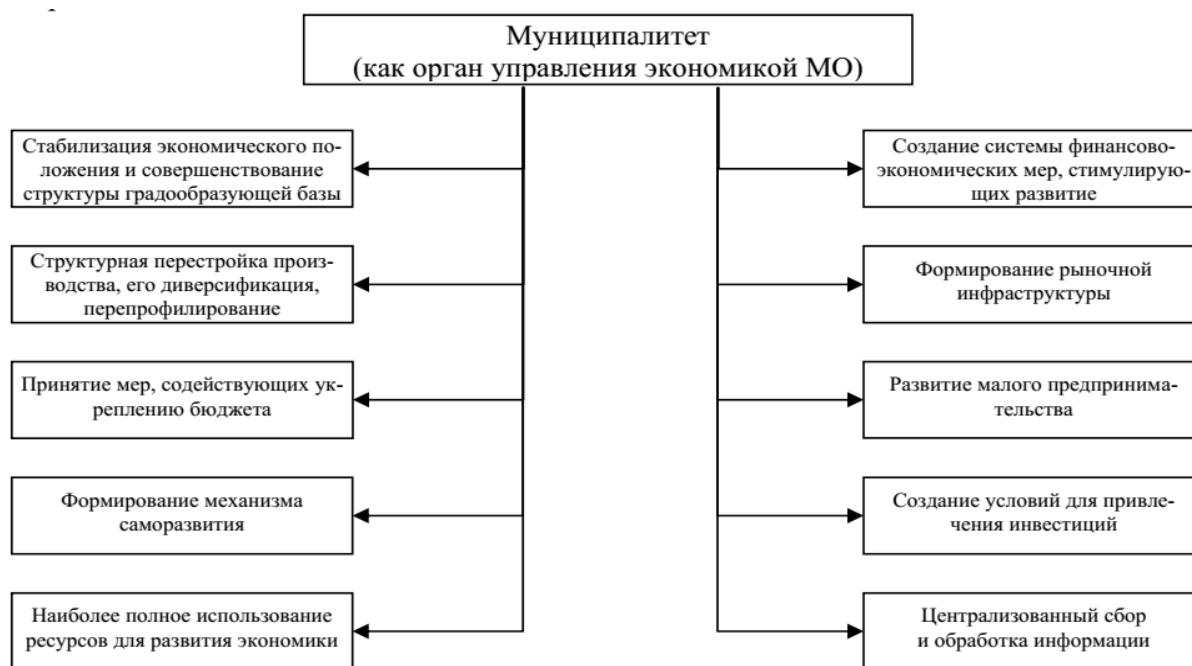 Муниципалитет
(как орган управления экономикой МО)
Стабилизация экономического по-
ложения и совершенствование
структуры градообразующей базы
Структурная перестройка произ-
водства, его диверсификация,
перепрофилирование
Принятие мер, содействующих ук-
реплению бюджета
Формирование механизма
саморазвития
Наиболее полное использование
ресурсов для развития экономики
Создание системы финансово-
экономических мер, стимулирую-
щих развитие
Формирование рыночной
инфраструктуры
Развитие малого предпринима-
тельства
Создание условий для привле-
чения инвестиций
Централизованный сбор
и обработка информации